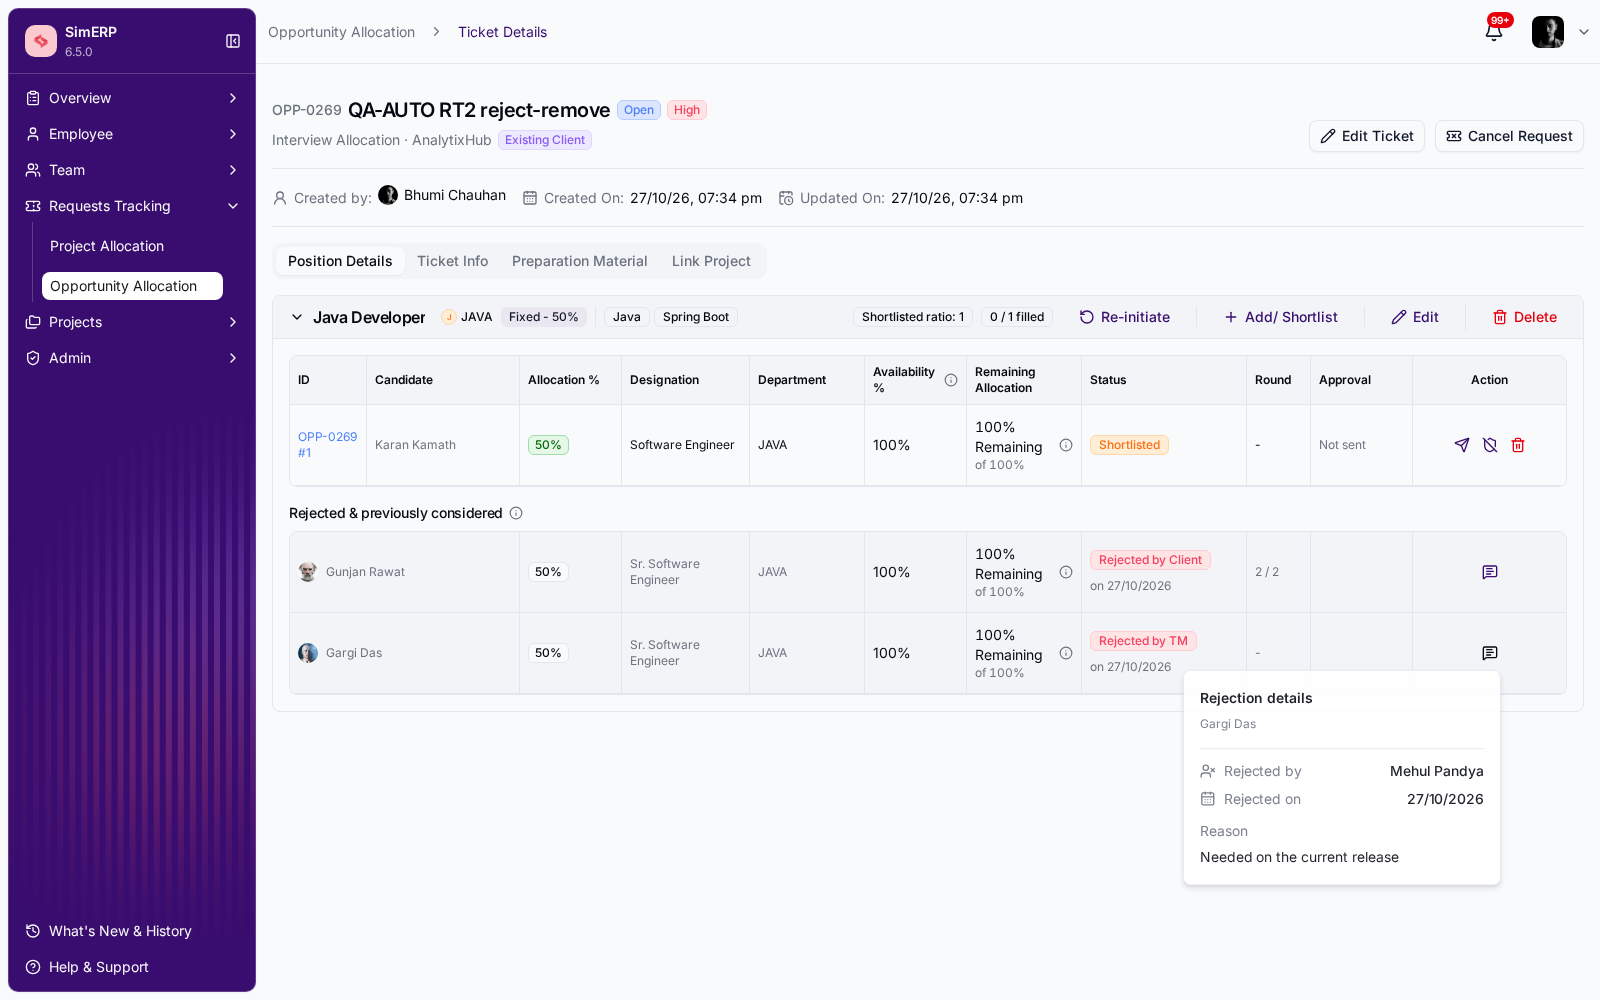 SimERP
6.5.0
Overview
Employee
Team
Requests Tracking
Project Allocation
Opportunity Allocation
Projects
Admin
What's New & History
Help & Support
Opportunity Allocation > Ticket Details
99+
OPP-0269 QA-AUTO RT2 reject-remove Open High
Interview Allocation · AnalytixHub Existing Client
Edit Ticket Cancel Request
Created by: Bhumi Chauhan Created On: 27/10/26, 07:34 pm Updated On: 27/10/26, 07:34 pm
Position Details Ticket Info Preparation Material Link Project
Java Developer J JAVA Fixed - 50% Java Spring Boot Shortlisted ratio: 1 0 / 1 filled Re-initiate Add/ Shortlist Edit Delete
ID Candidate Allocation % Designation Department Availability % Remaining Allocation Status Round Approval Action
OPP-0269 #1 Karan Kamath 50% Software Engineer JAVA 100% 100% Remaining of 100% Shortlisted - Not sent
Rejected & previously considered
Gunjan Rawat 50% Sr. Software Engineer JAVA 100% 100% Remaining of 100% Rejected by Client on 27/10/2026 2 / 2
Gargi Das 50% Sr. Software Engineer JAVA 100% 100% Remaining of 100% Rejected by TM on 27/10/2026 -
Rejection details
Gargi Das
Rejected by Mehul Pandya
Rejected on 27/10/2026
Reason
Needed on the current release